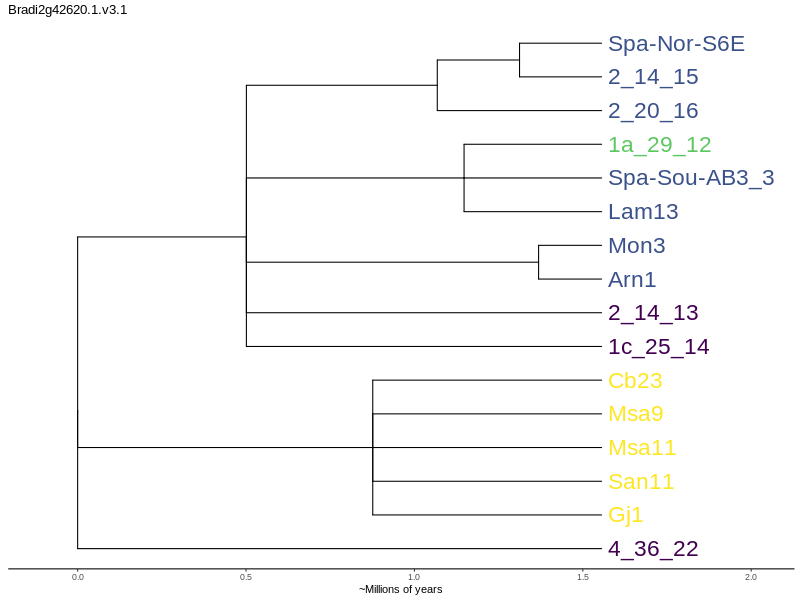 Bradi2g42620.1.v3.1
Spa-Nor-S6E
2_14_15
2_20_16
1a_29_12
Spa-Sou-AB3_3
Lam13
Mon3
Arn1
2_14_13
1c_25_14
Cb23
Msa9
Msa11
San11
Gj1
4_36_22
0.0 0.5 1.0 1.5 2.0
~Millions of years